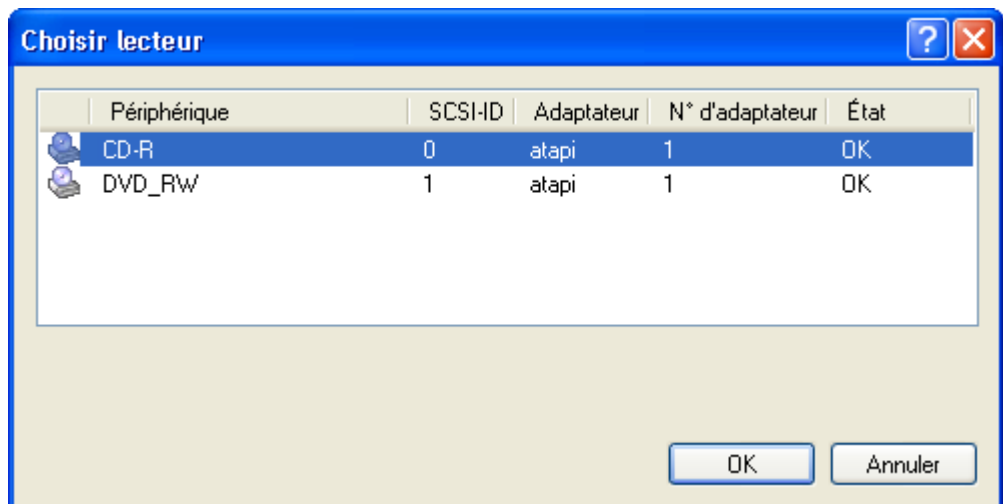 Choisir lecteur
Périphérique SCSI-ID Adaptateur N° d'adaptateur État
CD-R 0 atapi 1 OK
DVD_RW 1 atapi 1 OK
OK Annuler